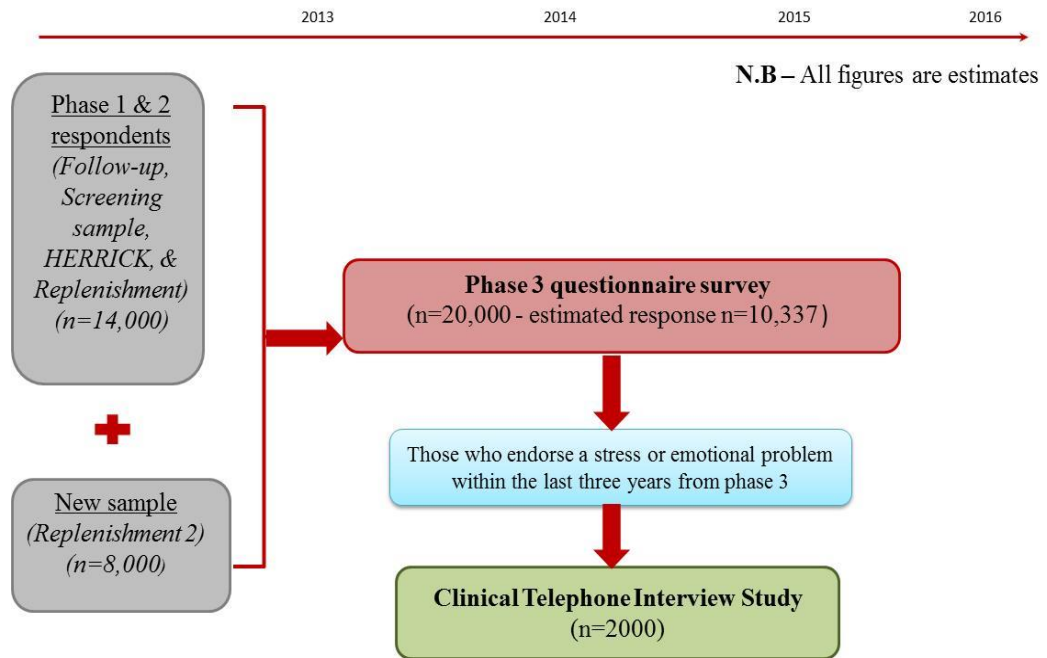 2013 2014 2015 2016
N.B – All figures are estimates
Phase 1 & 2
respondents
(Follow-up,
Screening
sample,
HERRICK, &
Replenishment)
(n=14,000)
New sample
(Replenishment 2)
(n=8,000)
Phase 3 questionnaire survey
(n=20,000 - estimated response n=10,337)
Those who endorse a stress or emotional problem
within the last three years from phase 3
Clinical Telephone Interview Study
(n=2000)